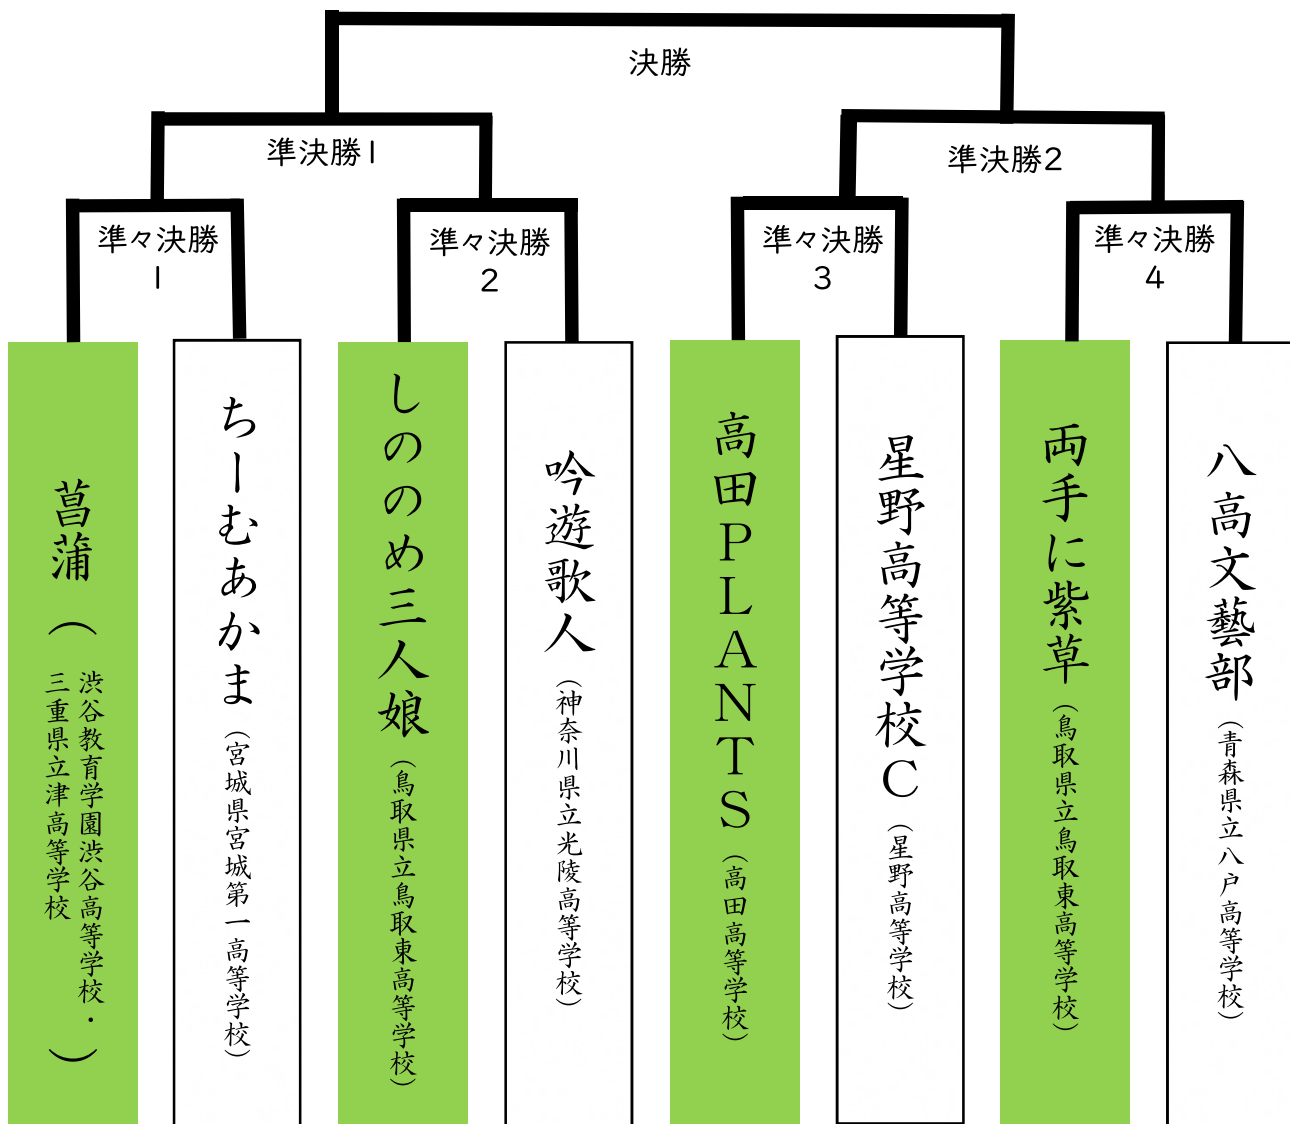 決勝
準決勝1
準決勝2
準々決勝
1
準々決勝
2
準々決勝
3
準々決勝
4
菖蒲（渋谷教育学園渋谷高等学校・
三重県立津高等学校）
ちーむあかま（宮城県宮城第一高等学校）
しののめ三人娘（鳥取県立鳥取東高等学校）
吟遊歌人（神奈川県立光陵高等学校）
高田PLANTS（高田高等学校）
星野高等学校C（星野高等学校）
両手に紫草（鳥取県立鳥取東高等学校）
八高文藝部（青森県立八戸高等学校）